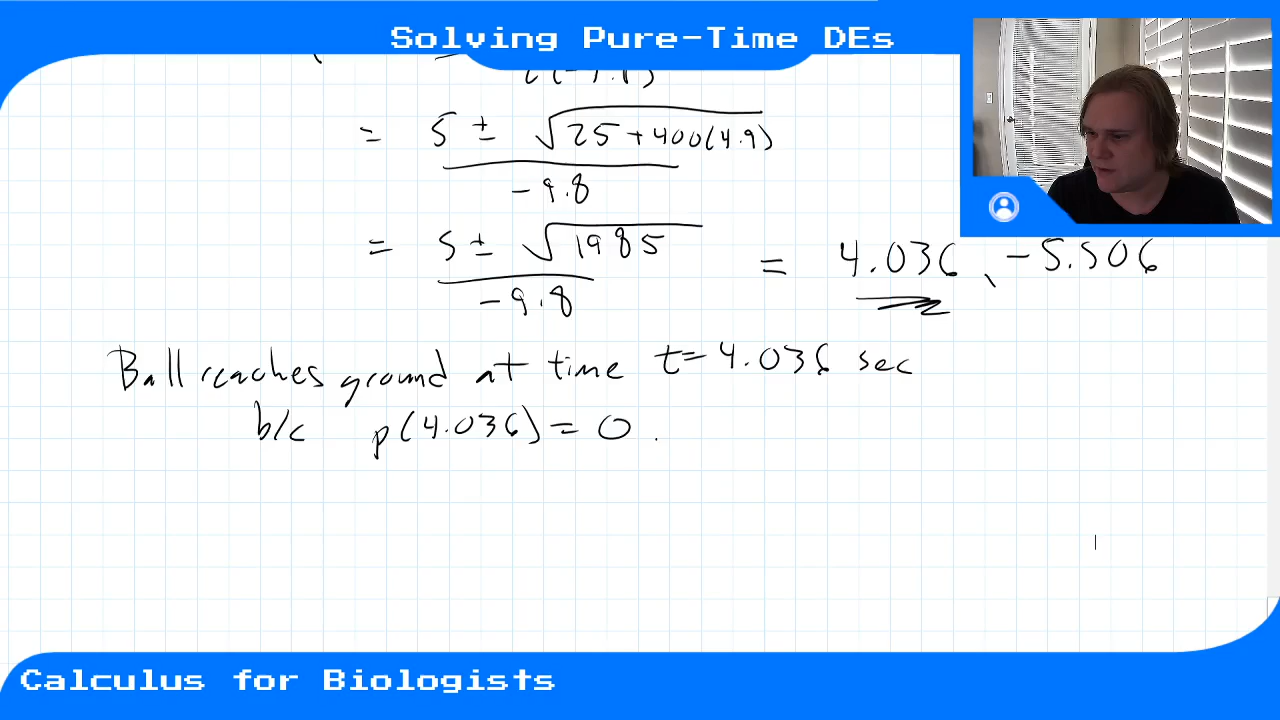 Solving Pure-Time DEs
= 5 ± √25+400(4.9)
-9.8
= 5 ± √1985 = 4.036, -5.506
-9.8
Ball reaches ground at time t=4.036 sec
b/c p(4.036) = 0.
Calculus for Biologists